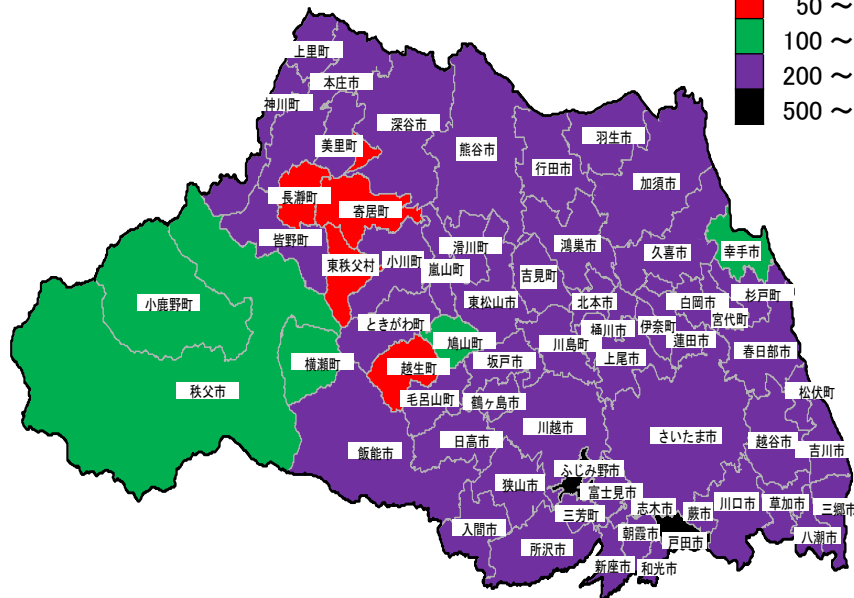 50 ～
100 ～
200 ～
500 ～
上里町
本庄市
神川町
深谷市
美里町
熊谷市
羽生市
行田市
加須市
長瀞町
寄居町
皆野町
東秩父村
小川町
滑川町
嵐山町
吉見町
鴻巣市
久喜市
幸手市
小鹿野町
東松山市
北本市
白岡市
杉戸町
ときがわ町
鳩山町
川島町
桶川市
伊奈町
宮代町
蓮田市
横瀬町
越生町
坂戸市
上尾市
春日部市
秩父市
毛呂山町
鶴ヶ島市
松伏町
飯能市
日高市
川越市
さいたま市
越谷市
吉川市
狭山市
ふじみ野市
富士見市
三芳町
志木市
蕨市
川口市
草加市
三郷市
入間市
所沢市
朝霞市
戸田市
八潮市
新座市
和光市